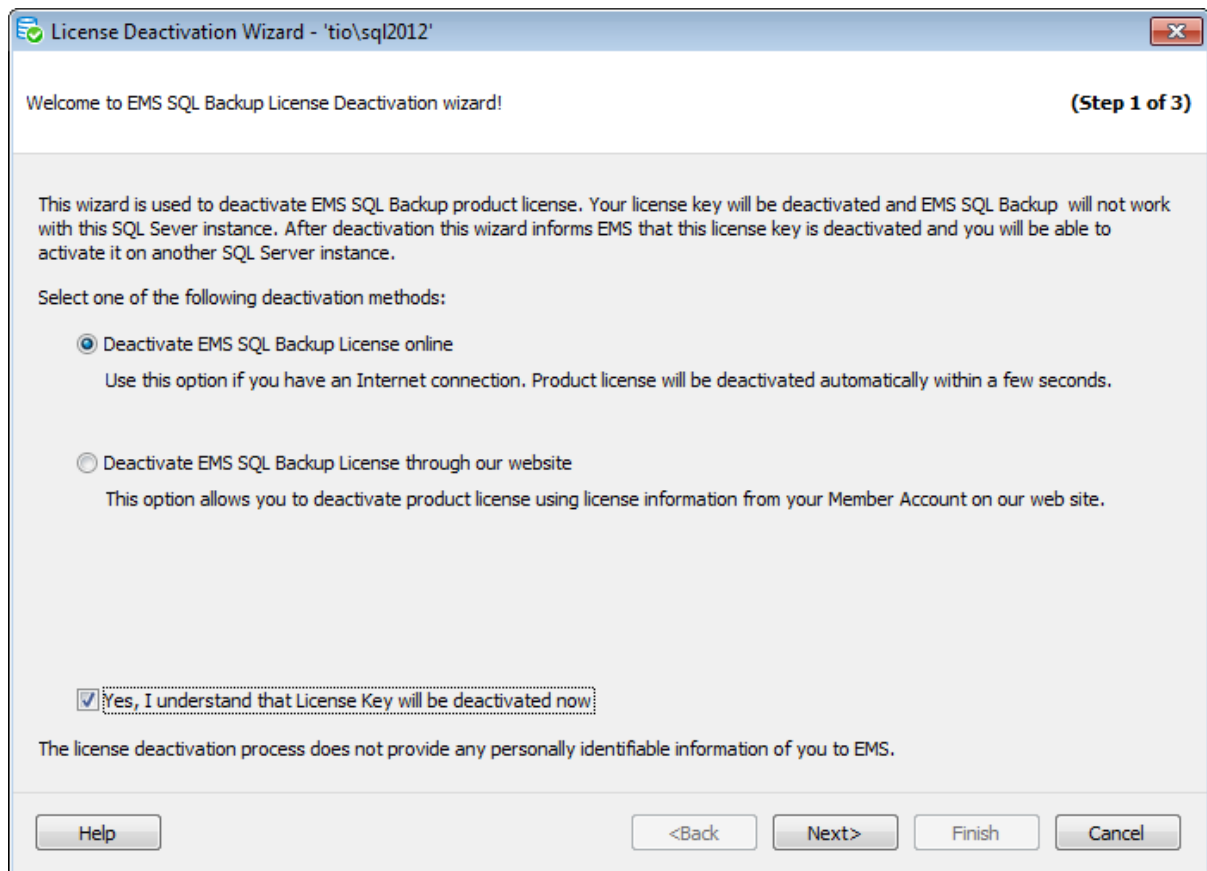 License Deactivation Wizard - 'tio\sql2012'
Welcome to EMS SQL Backup License Deactivation wizard!
(Step 1 of 3)
This wizard is used to deactivate EMS SQL Backup product license. Your license key will be deactivated and EMS SQL Backup  will not work
with this SQL Sever instance. After deactivation this wizard informs EMS that this license key is deactivated and you will be able to
activate it on another SQL Server instance.
Select one of the following deactivation methods:
Deactivate EMS SQL Backup License online
Use this option if you have an Internet connection. Product license will be deactivated automatically within a few seconds.
Deactivate EMS SQL Backup License through our website
This option allows you to deactivate product license using license information from your Member Account on our web site.
Yes, I understand that License Key will be deactivated now
The license deactivation process does not provide any personally identifiable information of you to EMS.
Help
<Back
Next>
Finish
Cancel